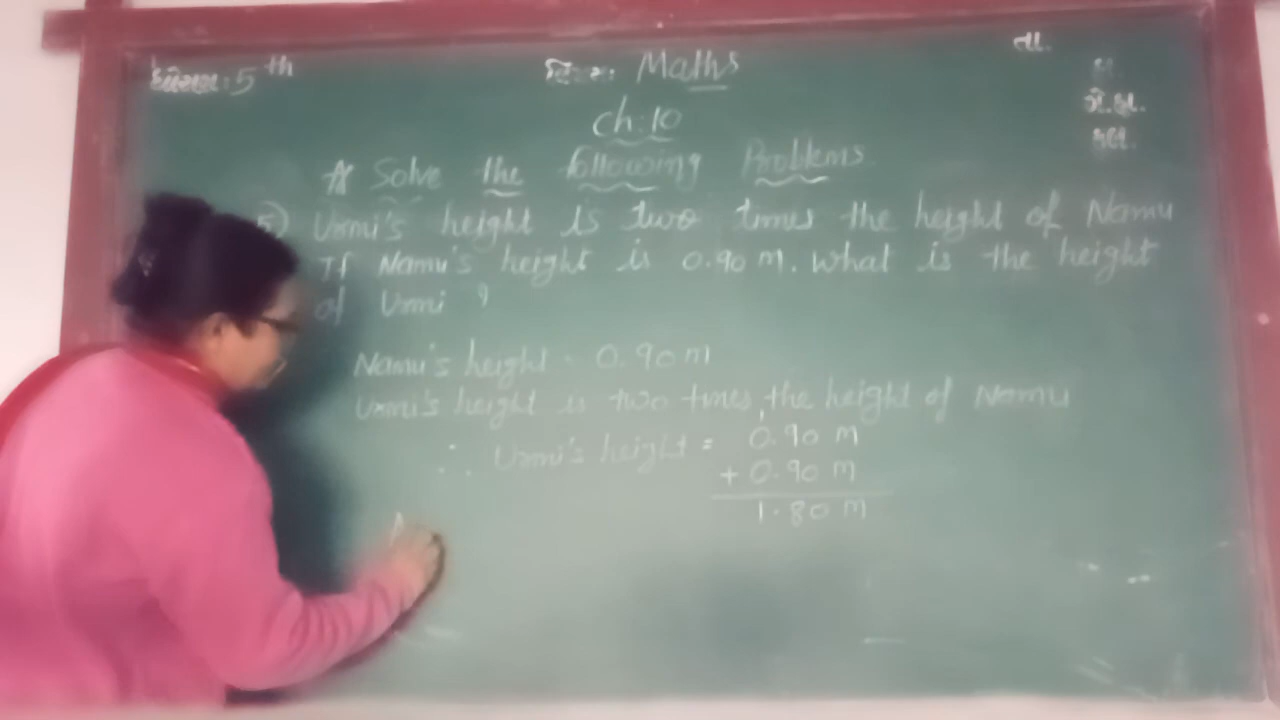 ધોરણ: 5th
વિષય: Maths
તા.
Ch: 10
☆ Solve the following Problems
5) Urmi's height is two times the height of Namu
If Namu's height is 0.90 m. What is the height
of Urmi ?
Namu's height = 0.90 m
Urmi's height is two times, the height of Namu
∴ Urmi's height = 0.90 m
+ 0.90 m
1.80 m